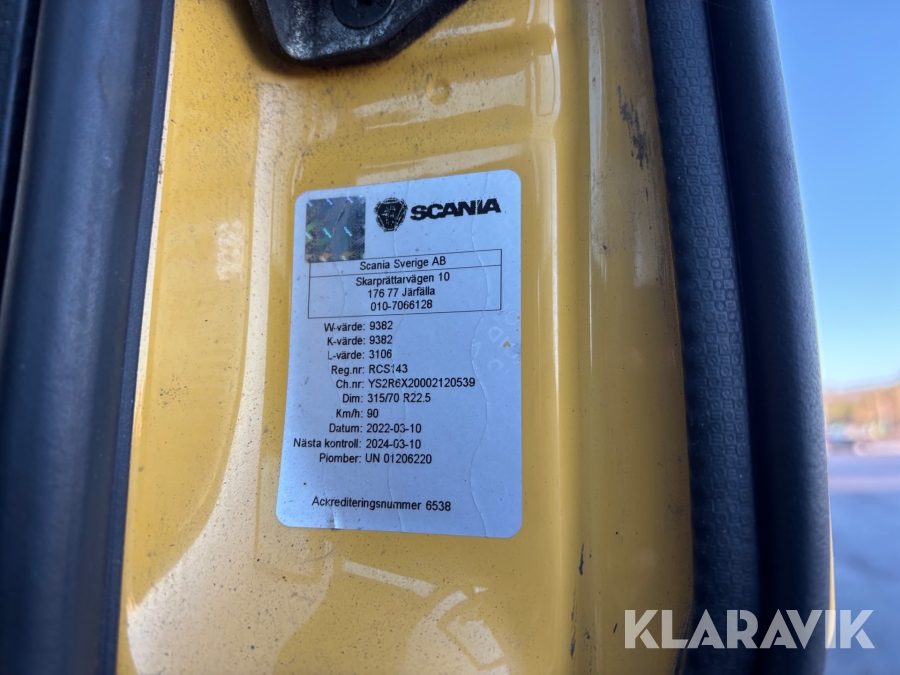 SCANIA
Scania Sverige AB
Skarprättarvägen 10
176 77 Järfälla
010-7066128
W-värde: 9382
K-värde: 9382
L-värde: 3106
Reg.nr: RCS143
Ch.nr: YS2R6X20002120539
Dim: 315/70 R22.5
Km/h: 90
Datum: 2022-03-10
Nästa kontroll: 2024-03-10
Plomber: UN 01206220
Ackrediteringsnummer 6538
KLARAVIK